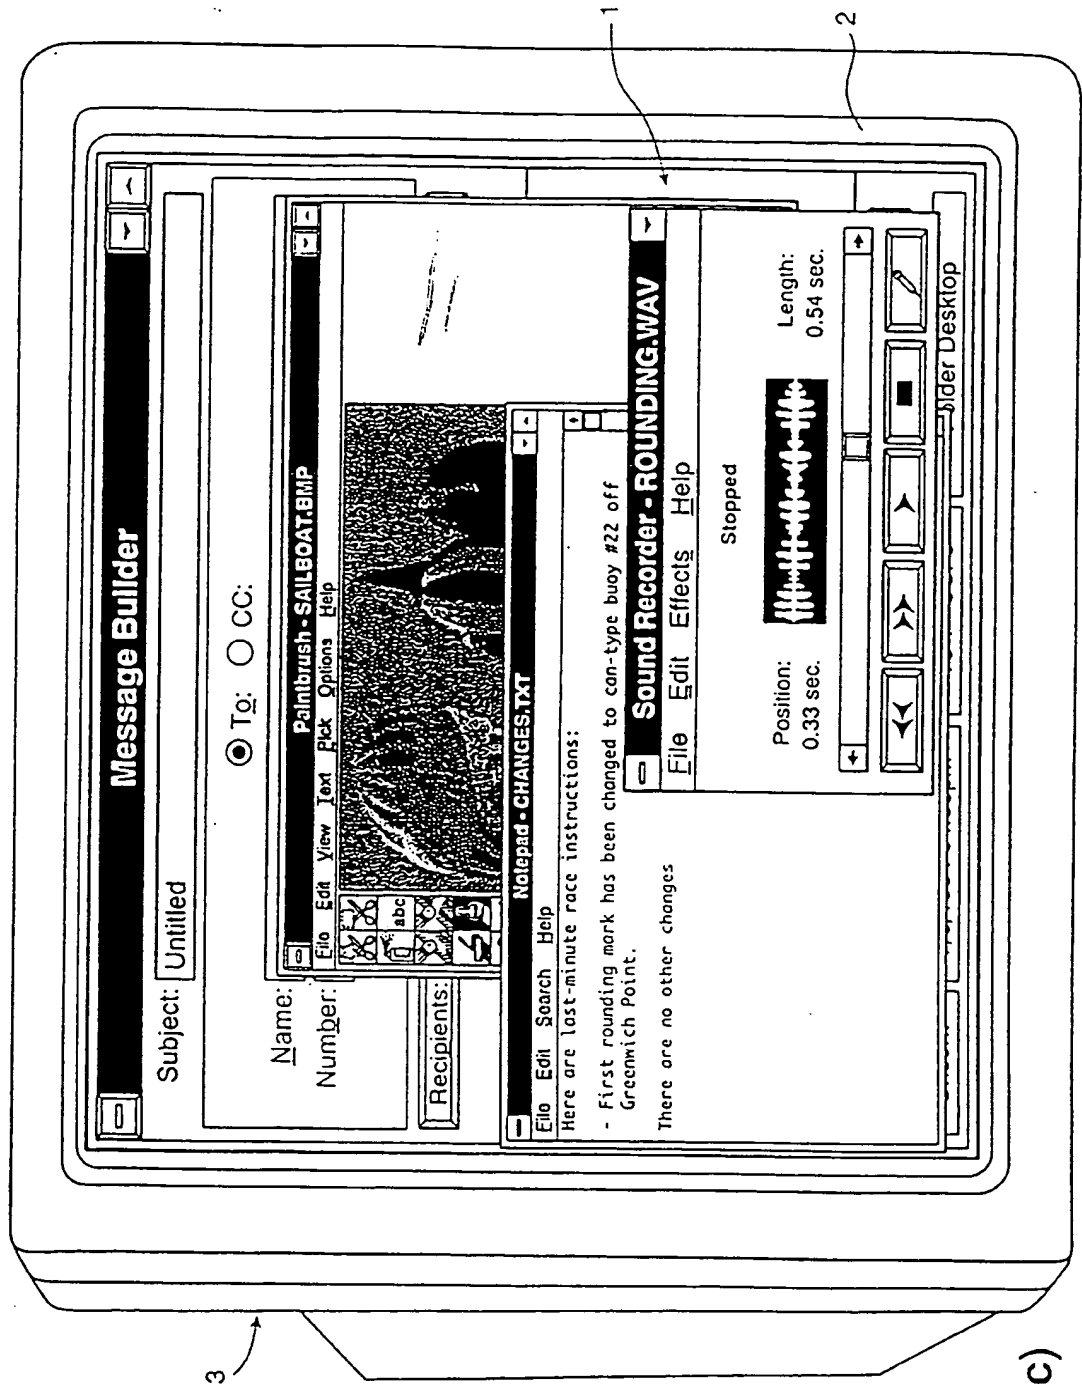 1
2
Message Builder
Subject: Untitled
To: CC:
Name:
Number:
Recipients:
Paintbrush - SAILBOAT.BMP
File Edit View Text Pick Options Help
abc
Notepad - CHANGES.TXT
File Edit Search Help
Here are last-minute race instructions:
- First rounding mark has been changed to can-type buoy #22 off
Greenwich Point.
There are no other changes
Sound Recorder - ROUNDING.WAV
File Edit Effects Help
Stopped
Position:
0.33 sec.
Length:
0.54 sec.
Desktop
3
c)